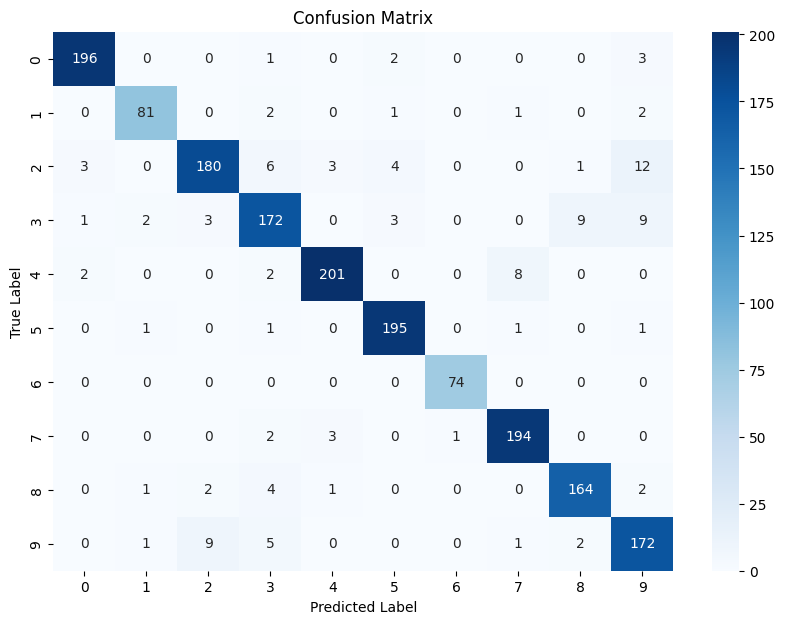 Confusion Matrix
0 196 0 0 1 0 2 0 0 0 3
1 0 81 0 2 0 1 0 1 0 2
2 3 0 180 6 3 4 0 0 1 12
3 1 2 3 172 0 3 0 0 9 9
4 2 0 0 2 201 0 0 8 0 0
5 0 1 0 1 0 195 0 1 0 1
6 0 0 0 0 0 0 74 0 0 0
7 0 0 0 2 3 0 1 194 0 0
8 0 1 2 4 1 0 0 0 164 2
9 0 1 9 5 0 0 0 1 2 172
0 1 2 3 4 5 6 7 8 9
True Label
Predicted Label
200
175
150
125
100
75
50
25
0